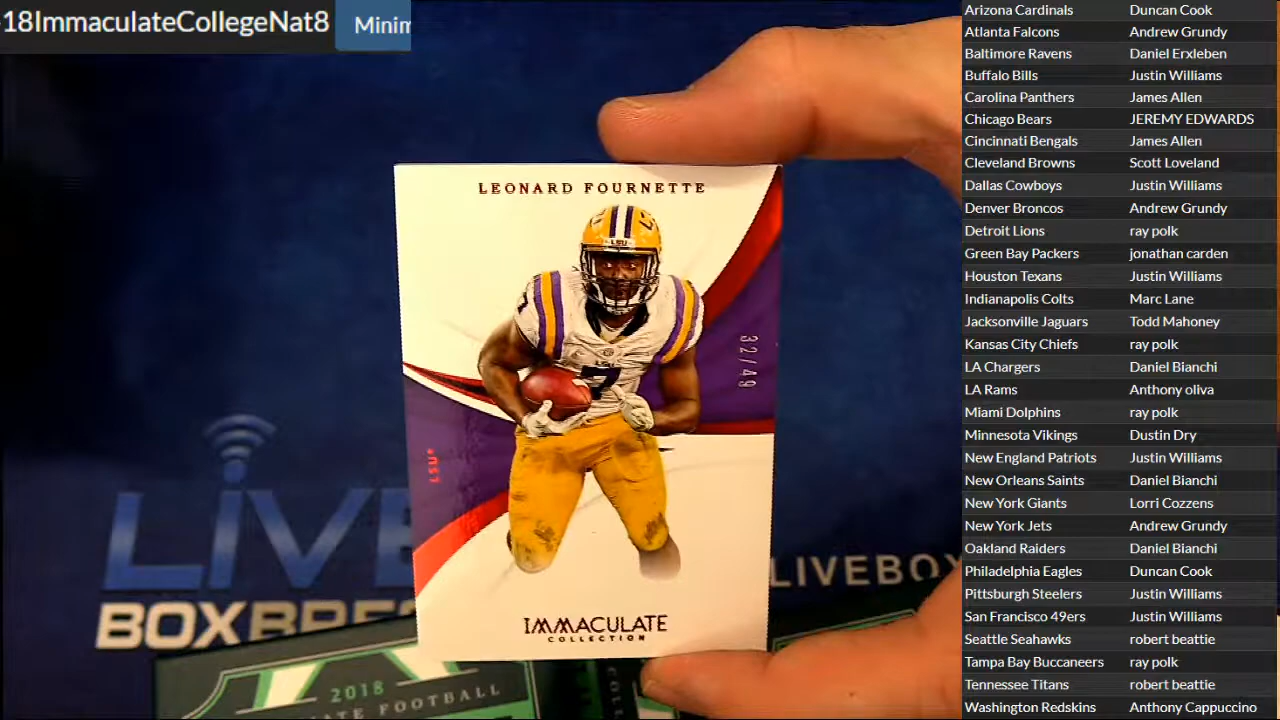 18ImmaculateCollegeNat8
Minim
Arizona Cardinals Duncan Cook
Atlanta Falcons Andrew Grundy
Baltimore Ravens Daniel Erxleben
Buffalo Bills Justin Williams
Carolina Panthers James Allen
Chicago Bears JEREMY EDWARDS
Cincinnati Bengals James Allen
Cleveland Browns Scott Loveland
Dallas Cowboys Justin Williams
Denver Broncos Andrew Grundy
Detroit Lions ray polk
Green Bay Packers jonathan carden
Houston Texans Justin Williams
Indianapolis Colts Marc Lane
Jacksonville Jaguars Todd Mahoney
Kansas City Chiefs ray polk
LA Chargers Daniel Bianchi
LA Rams Anthony oliva
Miami Dolphins ray polk
Minnesota Vikings Dustin Dry
New England Patriots Justin Williams
New Orleans Saints Daniel Bianchi
New York Giants Lorri Cozzens
New York Jets Andrew Grundy
Oakland Raiders Daniel Bianchi
Philadelphia Eagles Duncan Cook
Pittsburgh Steelers Justin Williams
San Francisco 49ers Justin Williams
Seattle Seahawks robert beattie
Tampa Bay Buccaneers ray polk
Tennessee Titans robert beattie
Washington Redskins Anthony Cappuccino
LEONARD FOURNETTE
LSU
7
32/49
LSU
IMMACULATE
COLLECTION
LIVE
BOXBRE
LIVEBOX
2018
ATE FOOTBALL